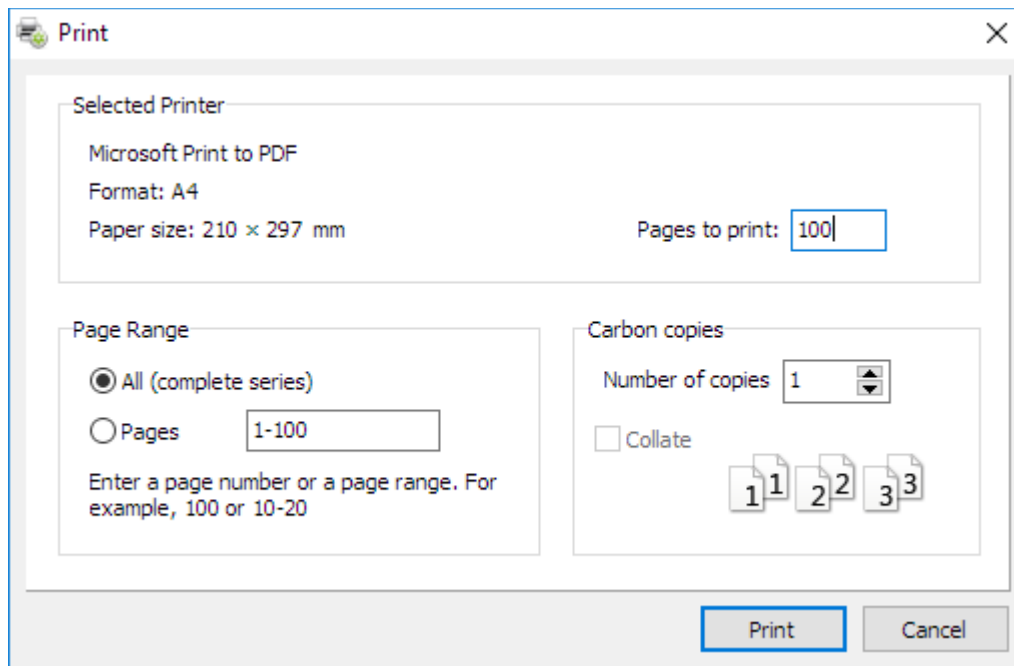 Print
Selected Printer
Microsoft Print to PDF
Format: A4
Paper size: 210 × 297 mm
Pages to print: 100
Page Range
All (complete series)
Pages 1-100
Enter a page number or a page range. For
example, 100 or 10-20
Carbon copies
Number of copies 1
Collate
1 1 2 2 3 3
Print Cancel